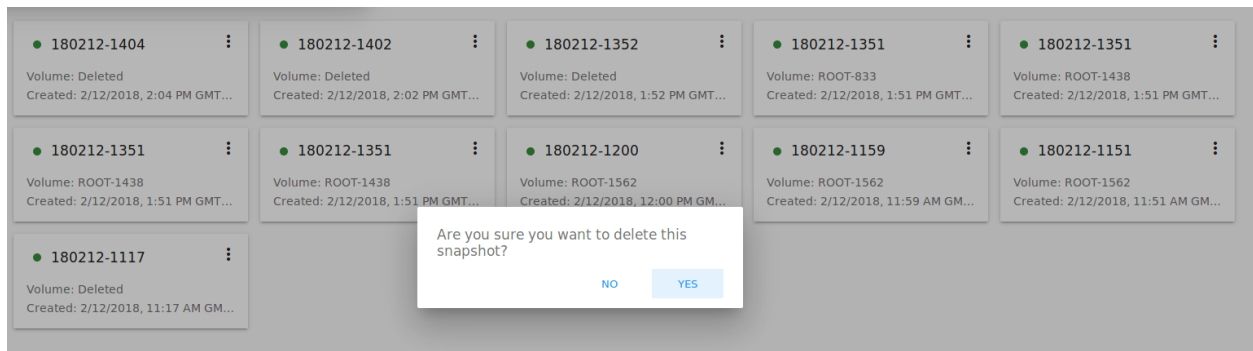 180212-1404
Volume: Deleted
Created: 2/12/2018, 2:04 PM GMT...
180212-1402
Volume: Deleted
Created: 2/12/2018, 2:02 PM GMT...
180212-1352
Volume: Deleted
Created: 2/12/2018, 1:52 PM GMT...
180212-1351
Volume: ROOT-833
Created: 2/12/2018, 1:51 PM GMT...
180212-1351
Volume: ROOT-1438
Created: 2/12/2018, 1:51 PM GMT...
180212-1351
Volume: ROOT-1438
Created: 2/12/2018, 1:51 PM GMT...
180212-1351
Volume: ROOT-1438
Created: 2/12/2018, 1:51 PM GMT...
180212-1200
Volume: ROOT-1562
Created: 2/12/2018, 12:00 PM GM...
180212-1159
Volume: ROOT-1562
Created: 2/12/2018, 11:59 AM GM...
180212-1151
Volume: ROOT-1562
Created: 2/12/2018, 11:51 AM GM...
180212-1117
Volume: Deleted
Created: 2/12/2018, 11:17 AM GM...
Are you sure you want to delete this
snapshot?
NO YES